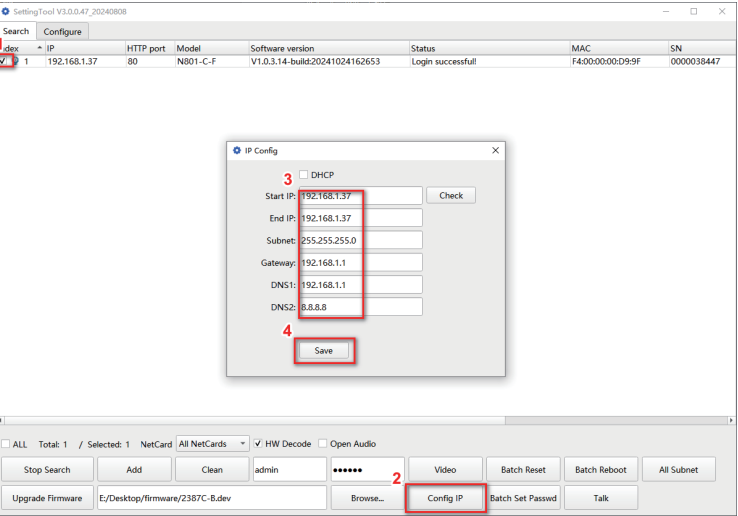 SettingTool V3.0.0.47_20240808
Search Configure
1
IP HTTP port Model Software version Status MAC SN
1 192.168.1.37 80 N801-C-F V1.0.3.14-build:20241024162653 Login successful! F4:00:00:00:D9:9F 0000038447
IP Config
DHCP
3
Start IP: 192.168.1.37 Check
End IP: 192.168.1.37
Subnet: 255.255.255.0
Gateway: 192.168.1.1
DNS1: 192.168.1.1
DNS2: 8.8.8.8
4
Save
ALL Total: 1 / Selected: 1 NetCard All NetCards HW Decode Open Audio
Stop Search Add Clean admin •••••• Video Batch Reset Batch Reboot All Subnet
2
Upgrade Firmware E:/Desktop/firmware/2387C-B.dev Browse... Config IP Batch Set Passwd Talk